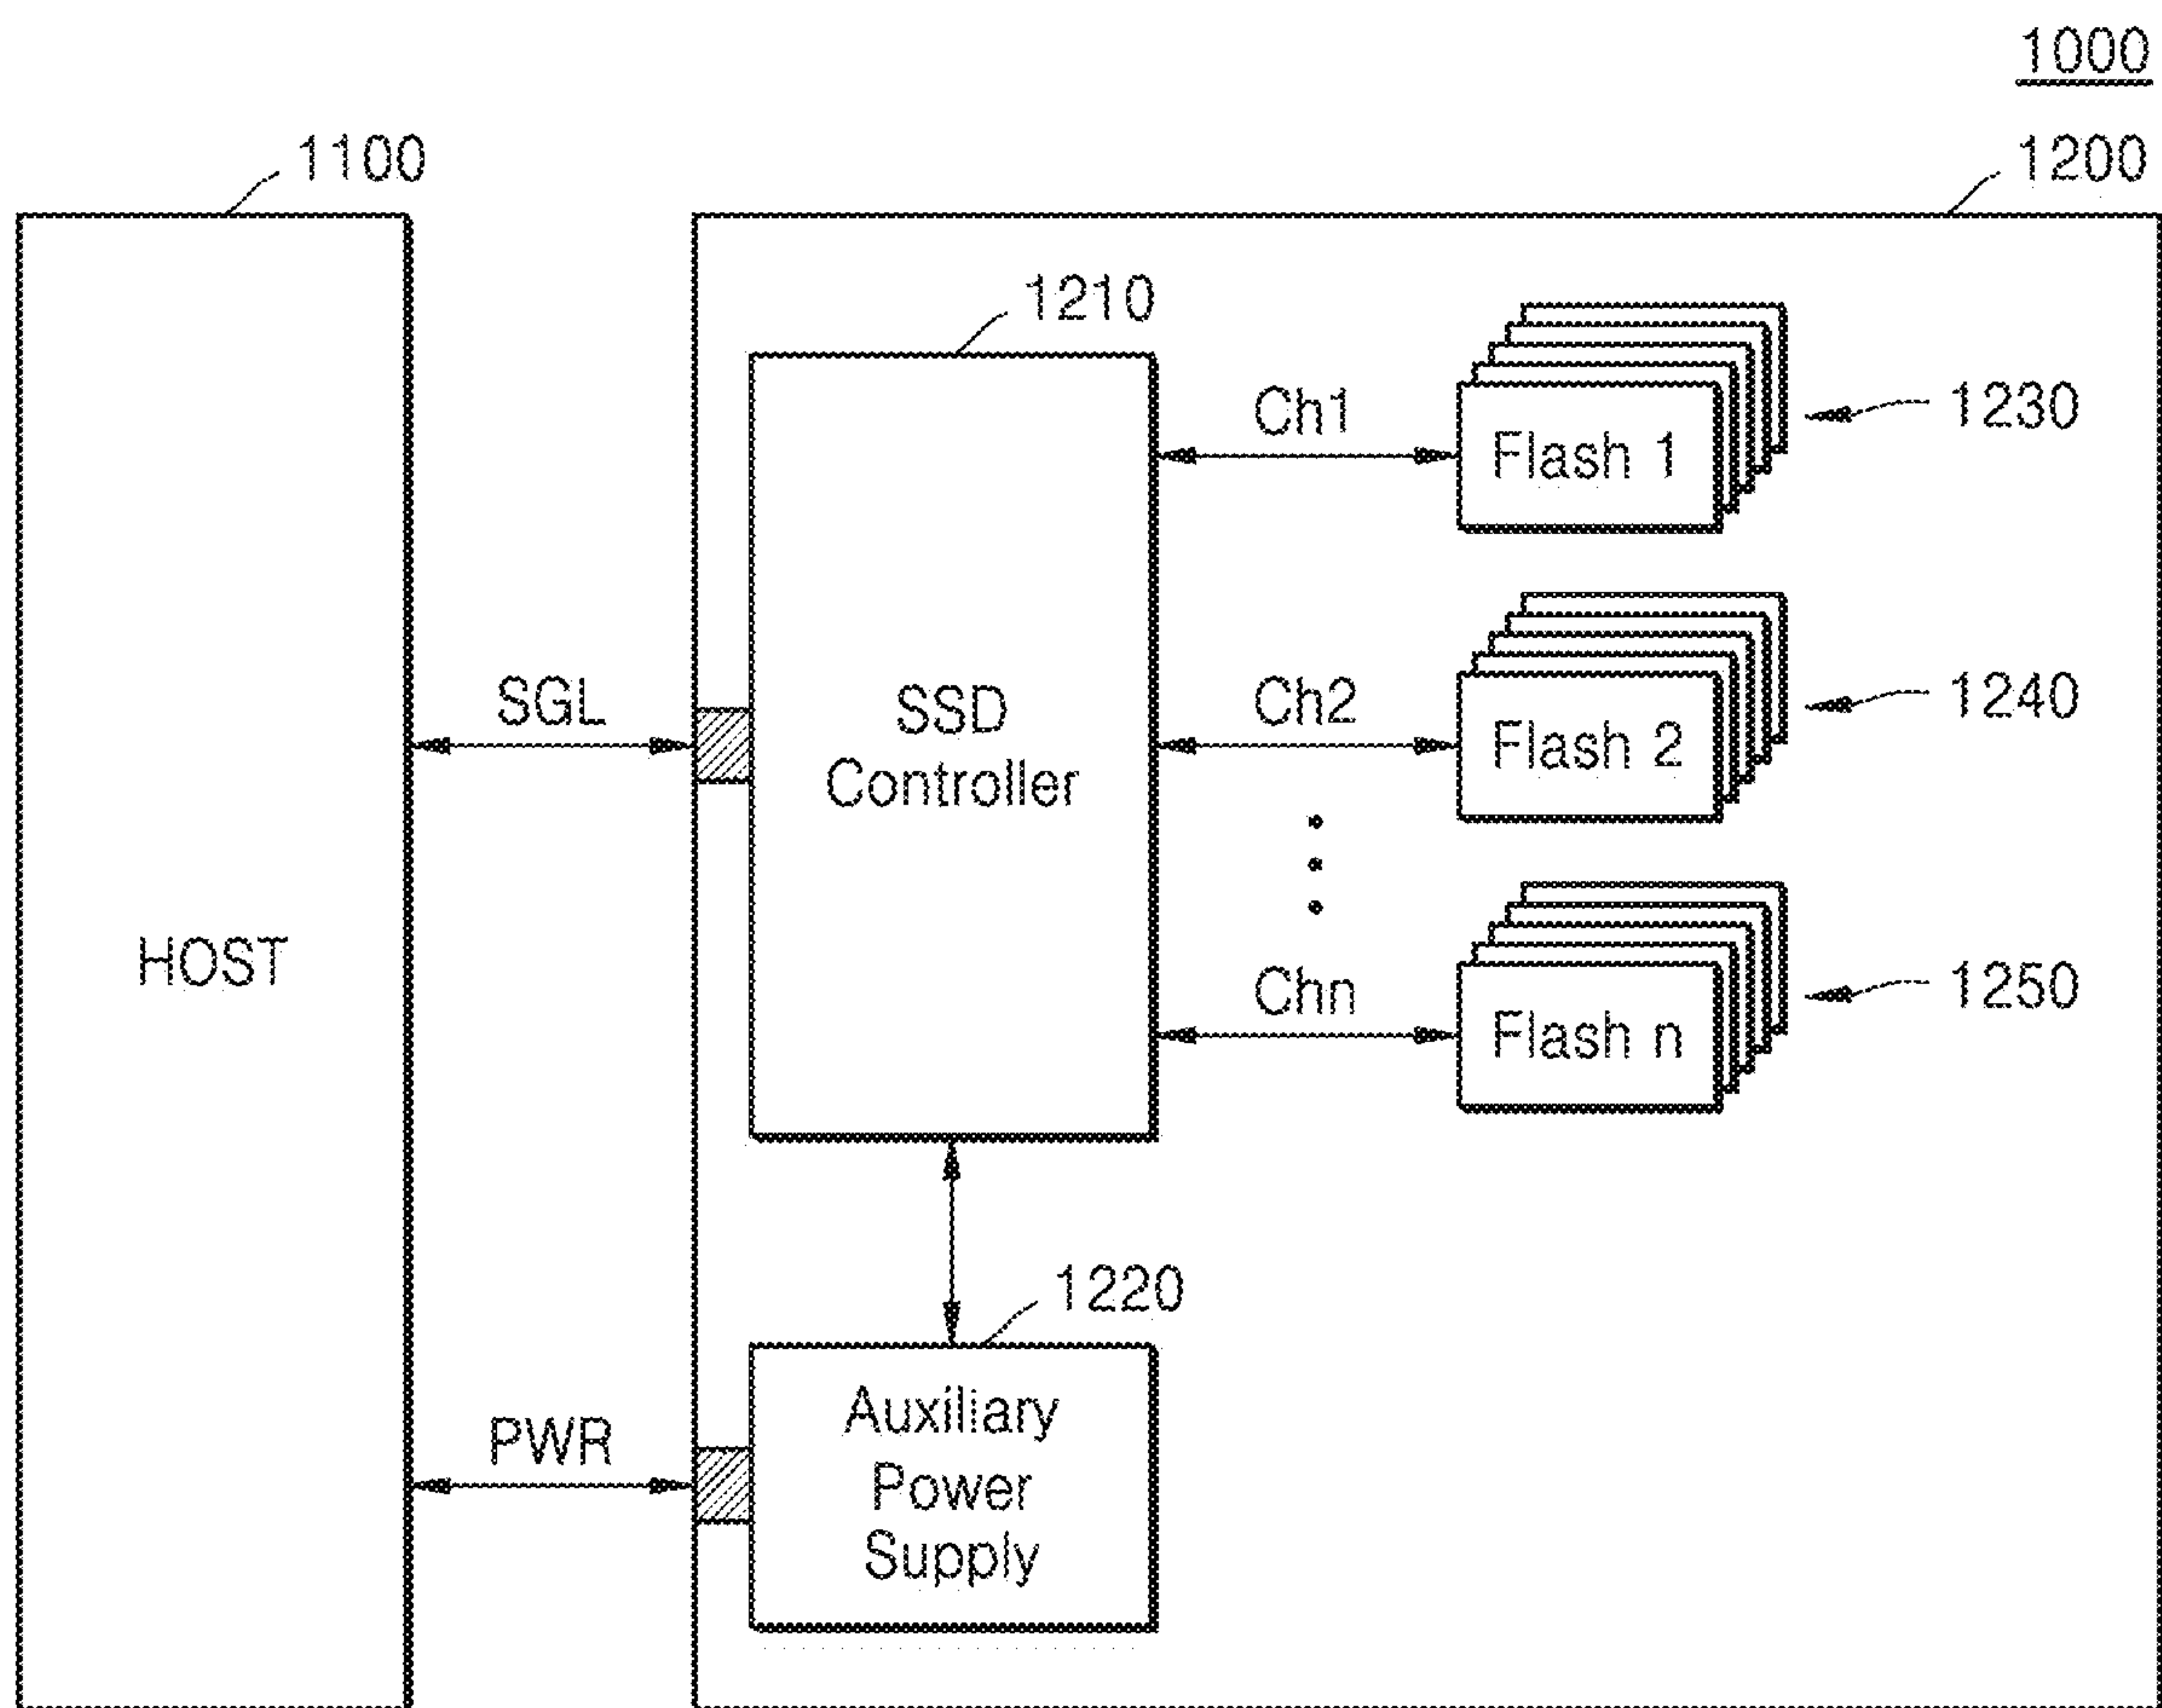 1000
1100
1200
1210
Ch1
Flash 1
1230
SGL
SSD
Controller
Ch2
Flash 2
1240
HOST
Chn
Flash n
1250
1220
PWR
Auxiliary
Power
Supply